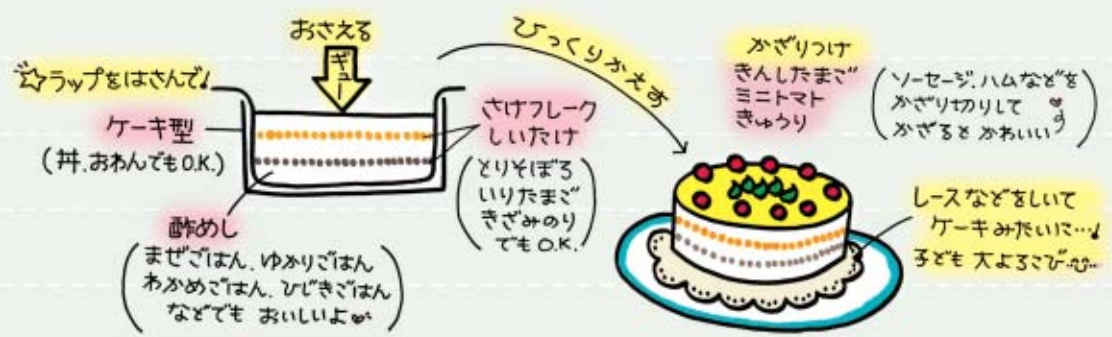 おさえる
ギュー
☆ラップをはさんで!
ケーキ型
(丼、おわんでもO.K.)
酢めし
(まぜごはん、ゆかりごはん
わかめごはん、ひじきごはん
などでも おいしいよ)
さけフレーク
しいたけ
(とりそぼろ
いりたまご
きざみのり
でもO.K.)
ひっくりかえす
かざりつけ
きんしたまご
ミニトマト
きゅうり
(ソーセージ、ハムなどを
かざり切りして
かざると かわいい)
レースなどをしいて
ケーキみたいに…!
子ども 大よろこび…